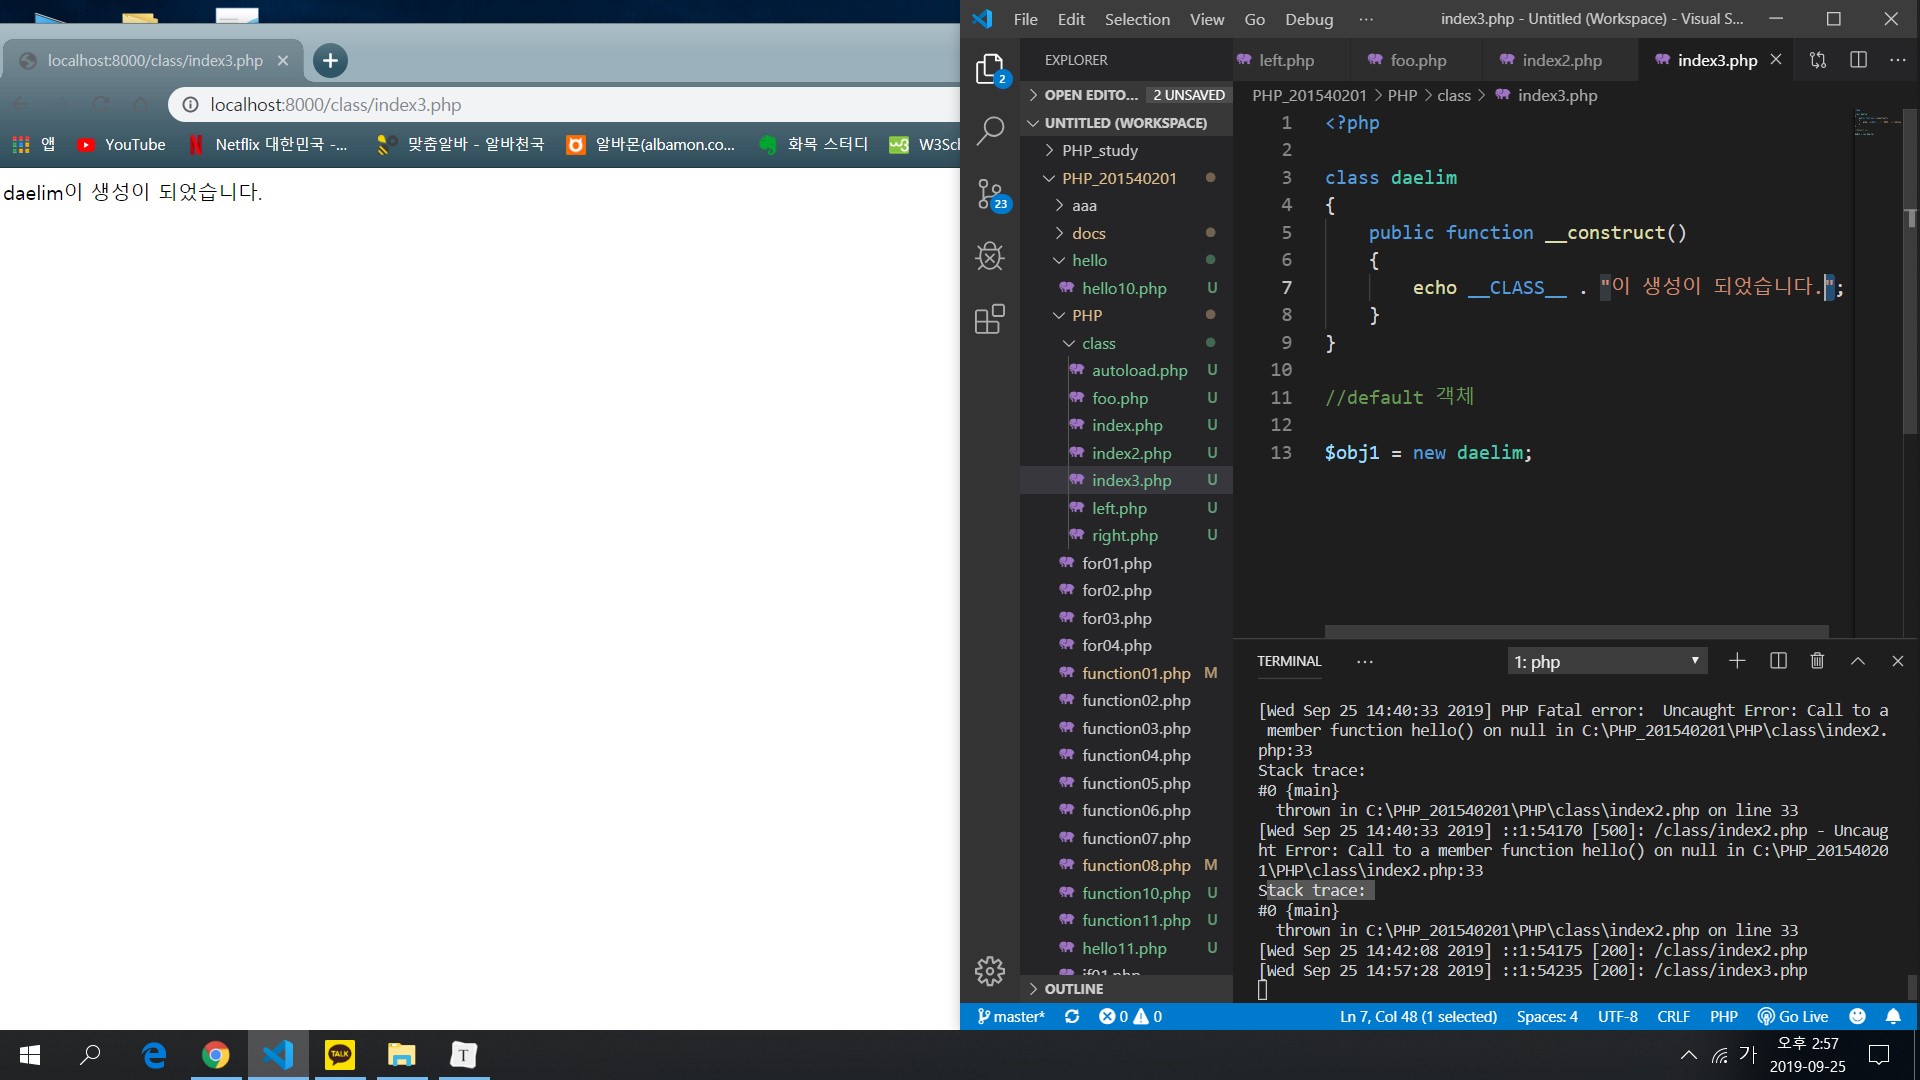 localhost:8000/class/index3.php
localhost:8000/class/index3.php
앱
YouTube
Netflix 대한민국 -...
맞춤알바 - 알바천국
알바몬(albamon.co...
화목 스터디
W3Scl
daelim이 생성이 되었습니다.
File Edit Selection View Go Debug ...
index3.php - Untitled (Workspace) - Visual S...
2
23
EXPLORER
OPEN EDITO... 2 UNSAVED
UNTITLED (WORKSPACE)
PHP_study
PHP_201540201
aaa
docs
hello
hello10.php U
PHP
class
autoload.php U
foo.php U
index.php U
index2.php U
index3.php U
left.php U
right.php U
for01.php
for02.php
for03.php
for04.php
function01.php M
function02.php
function03.php
function04.php
function05.php
function06.php
function07.php
function08.php M
function10.php U
function11.php U
hello11.php U
if01.php
OUTLINE
left.php foo.php index2.php index3.php
PHP_201540201 > PHP > class > index3.php
1 <?php
2
3 class daelim
4 {
5     public function __construct()
6     {
7         echo __CLASS__ . "이 생성이 되었습니다.";
8     }
9 }
10
11 //default 객체
12
13 $obj1 = new daelim;
TERMINAL ... 1: php
[Wed Sep 25 14:40:33 2019] PHP Fatal error:  Uncaught Error: Call to a
 member function hello() on null in C:\PHP_201540201\PHP\class\index2.
php:33
Stack trace:
#0 {main}
  thrown in C:\PHP_201540201\PHP\class\index2.php on line 33
[Wed Sep 25 14:40:33 2019] ::1:54170 [500]: /class/index2.php - Uncaug
ht Error: Call to a member function hello() on null in C:\PHP_20154020
1\PHP\class\index2.php:33
Stack trace:
#0 {main}
  thrown in C:\PHP_201540201\PHP\class\index2.php on line 33
[Wed Sep 25 14:42:08 2019] ::1:54175 [200]: /class/index2.php
[Wed Sep 25 14:57:28 2019] ::1:54235 [200]: /class/index3.php
master* 0 0 Ln 7, Col 48 (1 selected) Spaces: 4 UTF-8 CRLF PHP Go Live
TALK
T
가
오후 2:57
2019-09-25